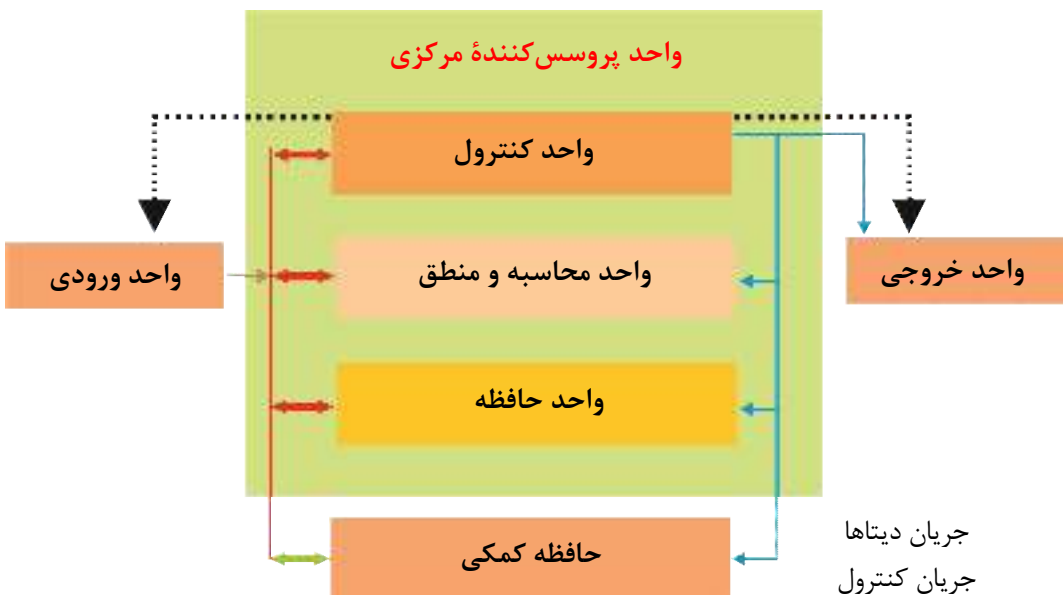 واحد پروسس‌کنندهٔ مرکزی
واحد کنترول
واحد خروجی
واحد محاسبه و منطق
واحد ورودی
واحد حافظه
حافظه کمکی
جریان دیتاها
جریان کنترول